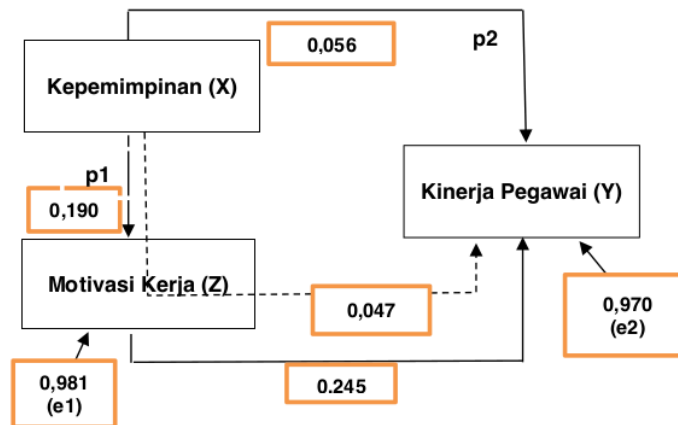 0,056
p2
Kepemimpinan (X)
p1
Kinerja Pegawai (Y)
0,190
Motivasi Kerja (Z)
0,047
0,970
(e2)
0,981
(e1)
0.245